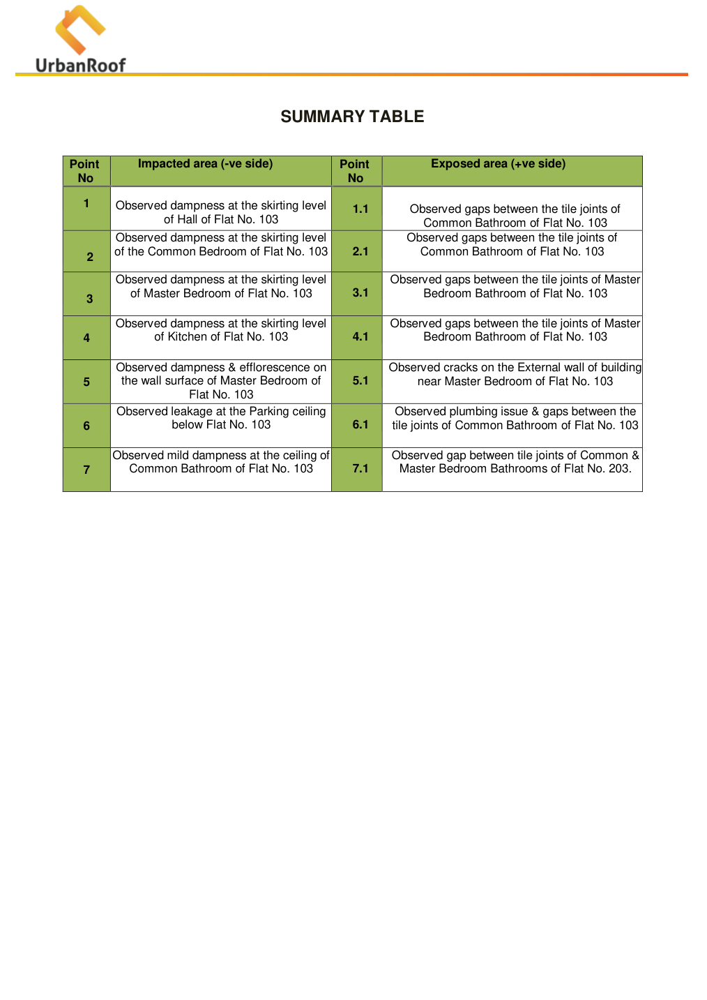 UrbanRoof
SUMMARY TABLE
Point No
Impacted area (-ve side)
Point No
Exposed area (+ve side)
1
Observed dampness at the skirting level
of Hall of Flat No. 103
1.1
Observed gaps between the tile joints of
Common Bathroom of Flat No. 103
2
Observed dampness at the skirting level
of the Common Bedroom of Flat No. 103
2.1
Observed gaps between the tile joints of
Common Bathroom of Flat No. 103
3
Observed dampness at the skirting level
of Master Bedroom of Flat No. 103
3.1
Observed gaps between the tile joints of Master
Bedroom Bathroom of Flat No. 103
4
Observed dampness at the skirting level
of Kitchen of Flat No. 103
4.1
Observed gaps between the tile joints of Master
Bedroom Bathroom of Flat No. 103
5
Observed dampness & efflorescence on
the wall surface of Master Bedroom of
Flat No. 103
5.1
Observed cracks on the External wall of building
near Master Bedroom of Flat No. 103
6
Observed leakage at the Parking ceiling
below Flat No. 103
6.1
Observed plumbing issue & gaps between the
tile joints of Common Bathroom of Flat No. 103
7
Observed mild dampness at the ceiling of
Common Bathroom of Flat No. 103
7.1
Observed gap between tile joints of Common &
Master Bedroom Bathrooms of Flat No. 203.